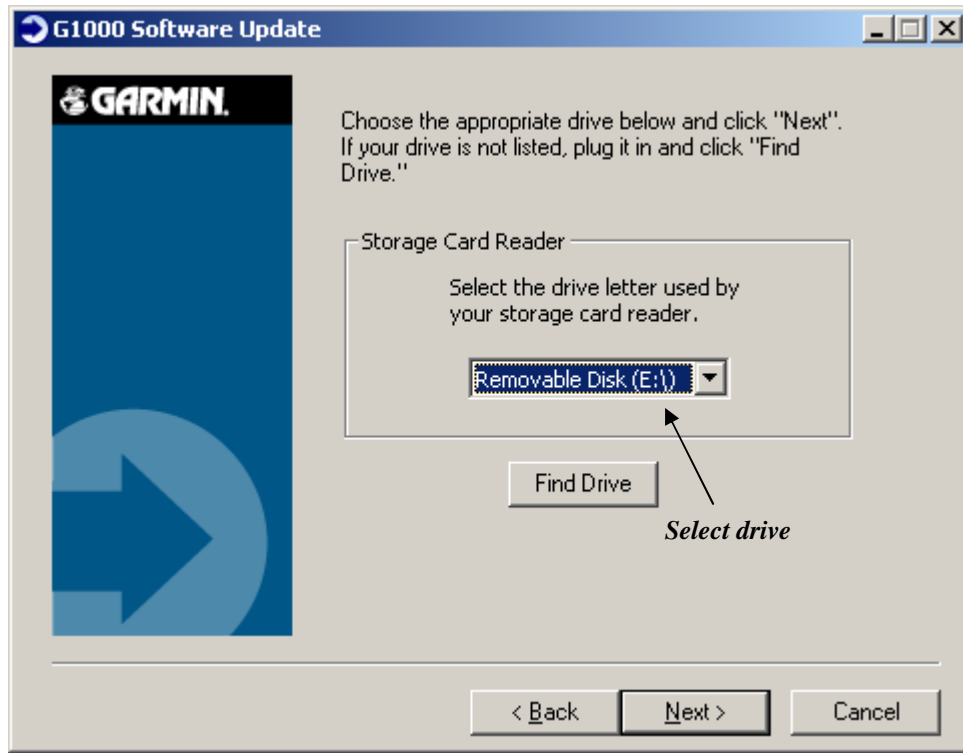 G1000 Software Update
GARMIN.
Choose the appropriate drive below and click "Next".
If your drive is not listed, plug it in and click "Find
Drive."
Storage Card Reader
Select the drive letter used by
your storage card reader.
Removable Disk (E:\)
Find Drive
Select drive
< Back
Next >
Cancel